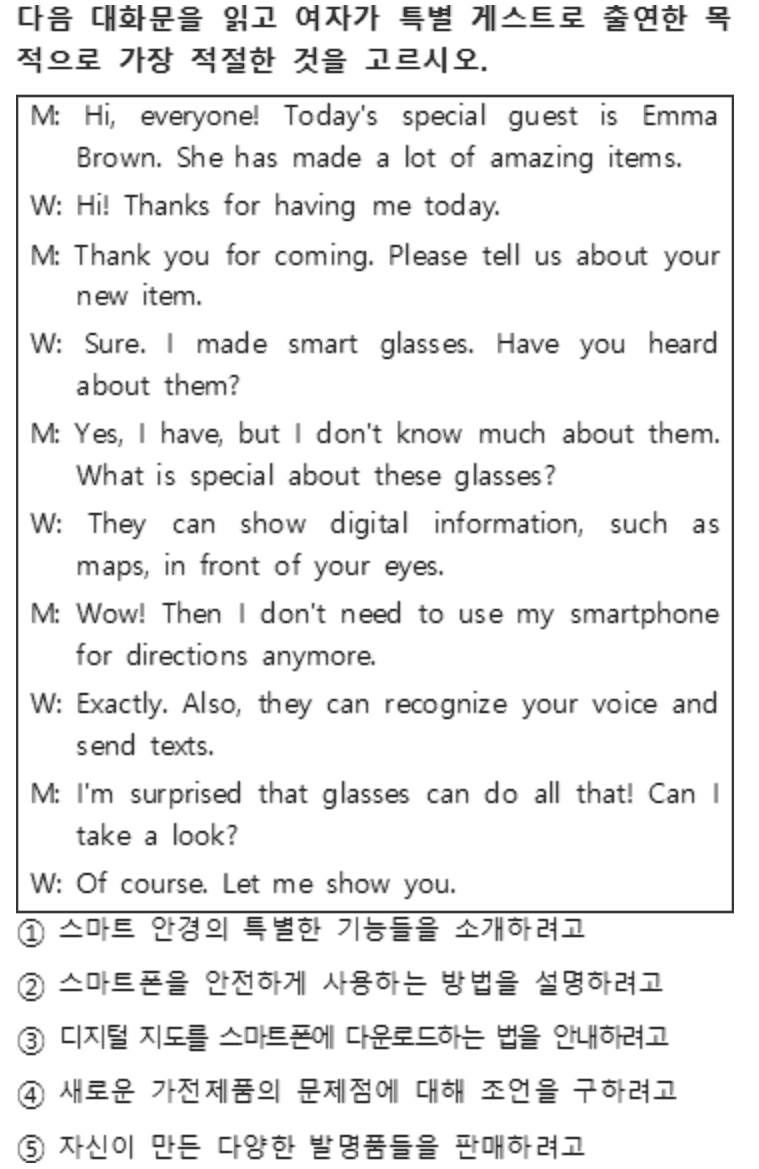 다음 대화문을 읽고 여자가 특별 게스트로 출연한 목
적으로 가장 적절한 것을 고르시오.
M: Hi, everyone! Today's special guest is Emma
Brown. She has made a lot of amazing items.
W: Hi! Thanks for having me today.
M: Thank you for coming. Please tell us about your
new item.
W: Sure. I made smart glasses. Have you heard
about them?
M: Yes, I have, but I don't know much about them.
What is special about these glasses?
W: They can show digital information, such as
maps, in front of your eyes.
M: Wow! Then I don't need to use my smartphone
for directions anymore.
W: Exactly. Also, they can recognize your voice and
send texts.
M: I'm surprised that glasses can do all that! Can I
take a look?
W: Of course. Let me show you.
① 스마트 안경의 특별한 기능들을 소개하려고
② 스마트폰을 안전하게 사용하는 방법을 설명하려고
③ 디지털 지도를 스마트폰에 다운로드하는 법을 안내하려고
④ 새로운 가전제품의 문제점에 대해 조언을 구하려고
⑤ 자신이 만든 다양한 발명품들을 판매하려고